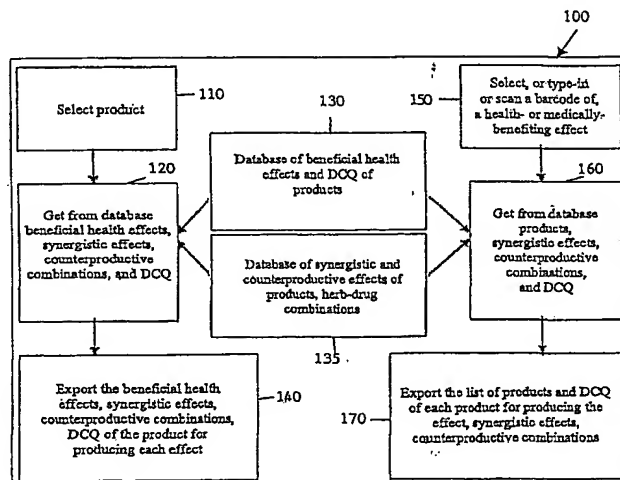 100
Select product
110
130
150
Select, or type-in
or scan a barcode of,
a health- or medically-
benefiting effect
Database of beneficial health
effects and DCQ of
products
120
160
Get from database
beneficial health effects,
synergistic effects,
counterproductive
combinations, and DCQ
Get from database
products,
synergistic effects,
counterproductive
combinations,
and DCQ
Database of synergistic and
counterproductive effects of
products, herb-drug
combinations
135
Export the beneficial health
effects, synergistic effects,
counterproductive combinations,
DCQ of the product for
producing each effect
140
170
Export the list of products and DCQ
of each product for producing the
effect, synergistic effects,
counterproductive combinations